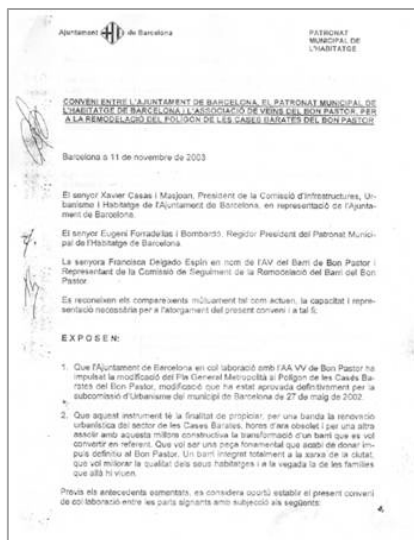 Ajuntament de Barcelona
PATRONAT
MUNICIPAL DE
L'HABITATGE
CONVENI ENTRE L'AJUNTAMENT DE BARCELONA, EL PATRONAT MUNICIPAL DE
L'HABITATGE DE BARCELONA I L'ASSOCIACIÓ DE VEÏNS DEL BON PASTOR, PER
A LA REMODELACIÓ DEL POLÍGON DE LES CASES BARATES DEL BON PASTOR
Barcelona a 11 de novembre de 2003
El senyor Xavier Casas i Masjoan, President de la Comissió d'Infrastructures, Ur-
banisme i Habitatge de l'Ajuntament de Barcelona, en representació de l'Ajunta-
ment de Barcelona.
El senyor Eugeni Forradellas i Bombardó, Regidor President del Patronat Munici-
pal de l'Habitatge de Barcelona.
La senyora Francisca Delgado Espín en nom de l'AV del Barri de Bon Pastor i
Representant de la Comissió de Seguiment de la Remodelació del Barri del Bon
Pastor.
Es reconeixen els compareixents mútuament tal com actuen, la capacitat i repre-
sentació necessària per a l'atorgament del present conveni i a tal fi:
EXPOSEN:
1. Que l'Ajuntament de Barcelona en col·laboració amb l'AA VV de Bon Pastor ha
impulsat la modificació del Pla General Metropolità al Polígon de les Cases Ba-
rates del Bon Pastor, modificació que ha estat aprovada definitivament per la
subcomissió d'Urbanisme del municipi de Barcelona de 27 de maig de 2002.
2. Que aquest instrument té la finalitat de propiciar, per una banda la renovació
urbanística del sector de les Cases Barates, hores d'ara obsolet i per una altra
assolir amb aquesta millora constructiva la transformació d'un barri que es vol
convertir en referent. Que vol ser una peça fonamental que acabi de donar im-
puls definitiu al Bon Pastor. Un barri integrat totalment a la xarxa de la ciutat,
que vol millorar la qualitat dels seus habitatges i a la vegada la de les famílies
que allà hi viuen.
Previs els antecedents esmentats, es considera oportú establir el present conveni
de col·laboració entre les parts signants amb subjecció als següents: